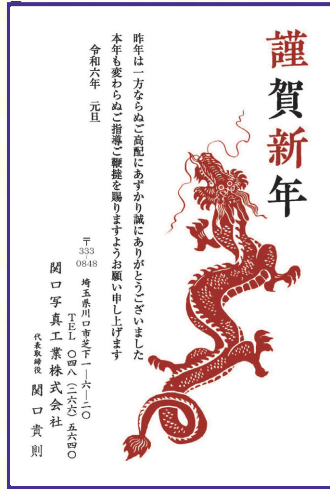 謹賀新年
昨年は一方ならぬご高配にあずかり誠にありがとうございました
本年も変わらぬご指導ご鞭撻を賜りますようお願い申し上げます
令和六年　元旦
〒333
0848
埼玉県川口市芝下一-六-二〇
TEL　〇四八(二六六)五六四〇
関口写真工業株式会社
代表取締役　関口貴則